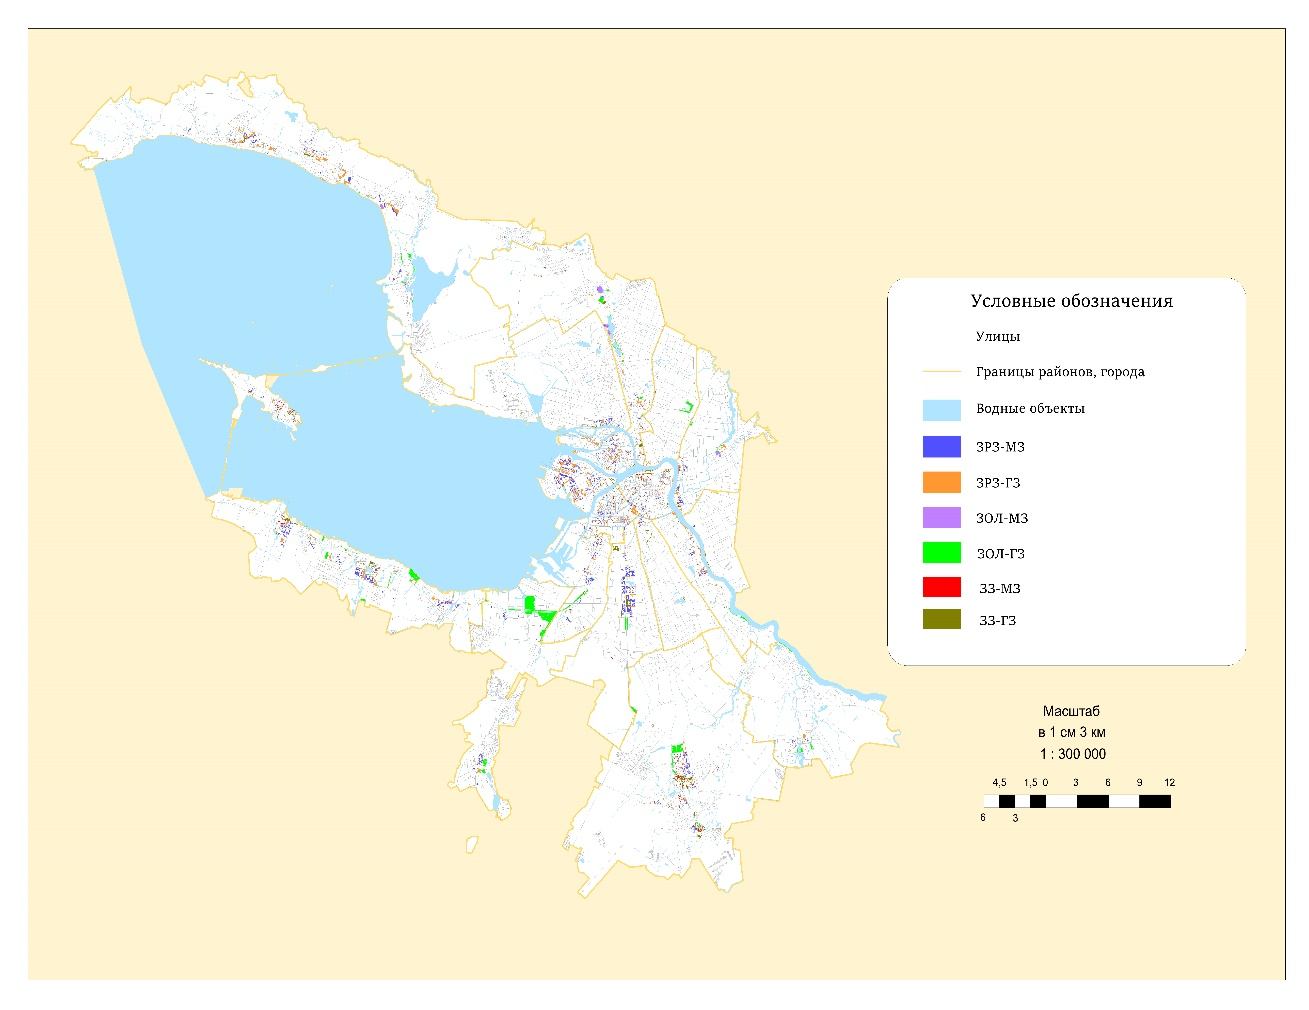 Условные обозначения
Улицы
Границы районов, города
Водные объекты
ЗРЗ-МЗ
ЗРЗ-ГЗ
ЗОЛ-МЗ
ЗОЛ-ГЗ
ЗЗ-МЗ
ЗЗ-ГЗ
Масштаб
в 1 см 3 км
1 : 300 000
4,5 1,5 0 3 6 9 12
6 3